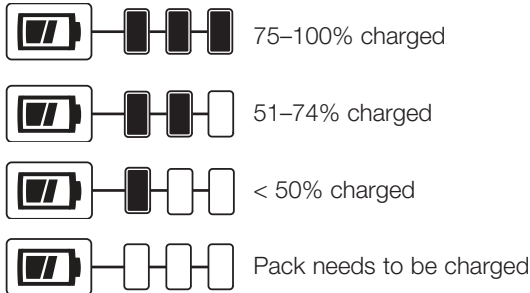 75–100% charged
51–74% charged
< 50% charged
Pack needs to be charged